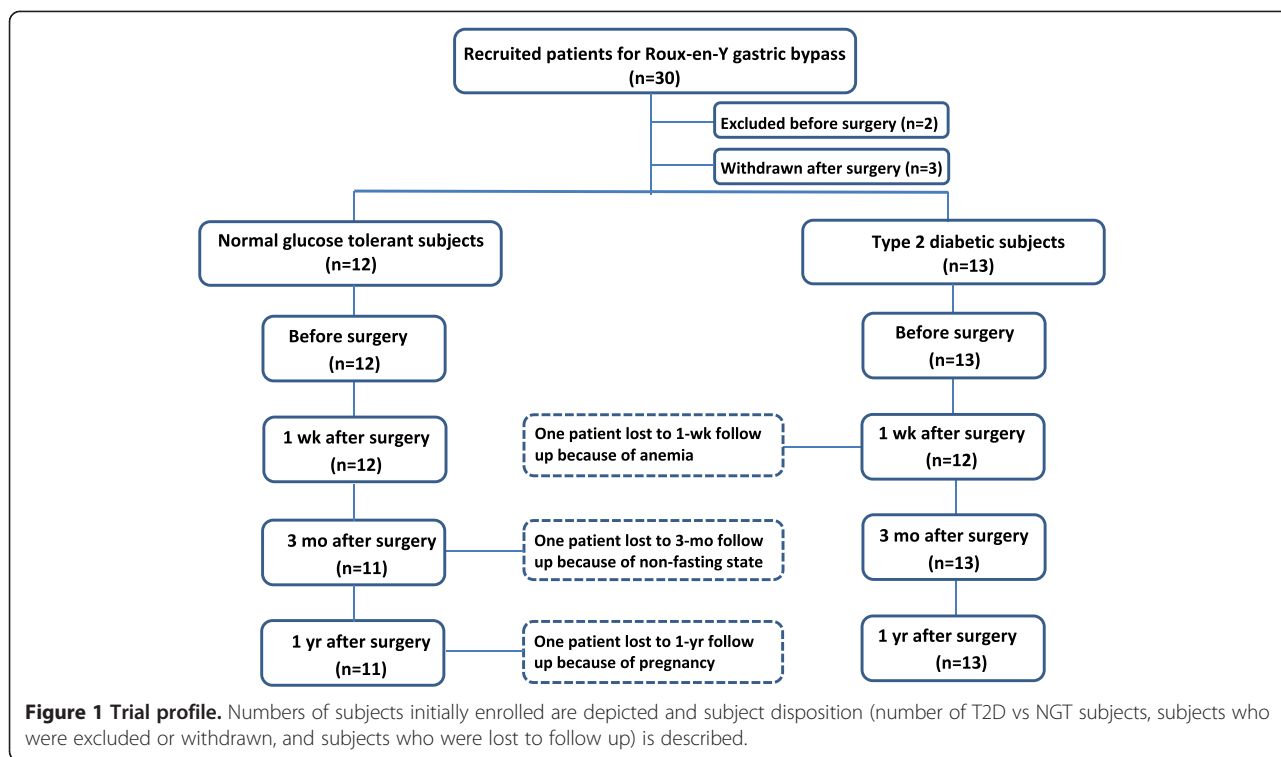 Recruited patients for Roux-en-Y gastric bypass
(n=30)
Excluded before surgery (n=2)
Withdrawn after surgery (n=3)
Normal glucose tolerant subjects
(n=12)
Type 2 diabetic subjects
(n=13)
Before surgery
(n=12)
Before surgery
(n=13)
1 wk after surgery
(n=12)
One patient lost to 1-wk follow
up because of anemia
1 wk after surgery
(n=12)
3 mo after surgery
(n=11)
One patient lost to 3-mo follow
up because of non-fasting state
3 mo after surgery
(n=13)
1 yr after surgery
(n=11)
One patient lost to 1-yr follow
up because of pregnancy
1 yr after surgery
(n=13)
Figure 1 Trial profile. Numbers of subjects initially enrolled are depicted and subject disposition (number of T2D vs NGT subjects, subjects who
were excluded or withdrawn, and subjects who were lost to follow up) is described.